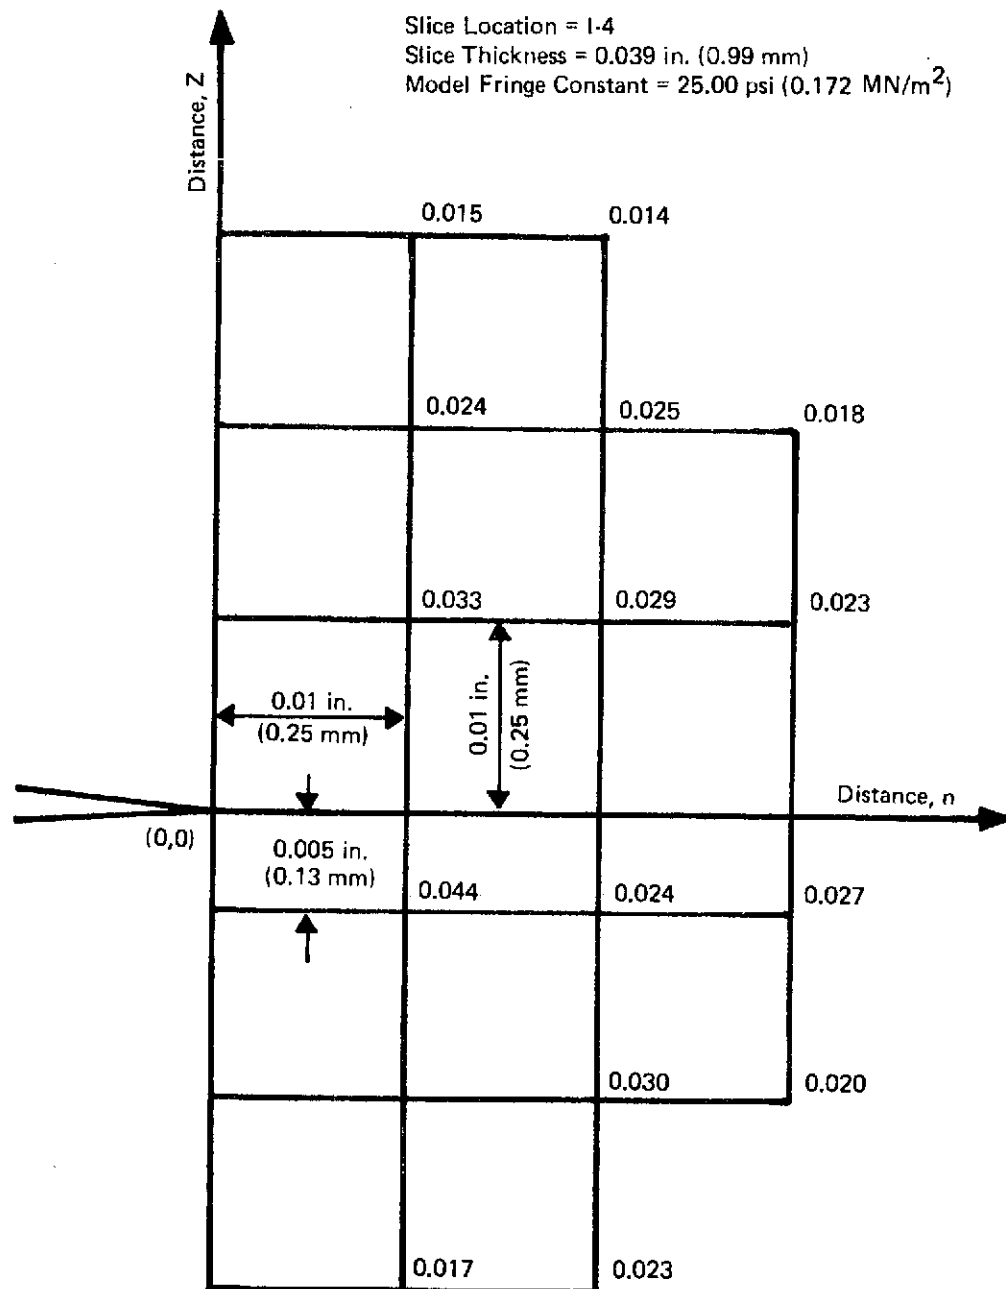 Slice Location = I-4
Slice Thickness = 0.039 in. (0.99 mm)
Model Fringe Constant = 25.00 psi (0.172 MN/m²)
Distance, Z
0.015
0.014
0.024
0.025
0.018
0.033
0.029
0.023
0.01 in.
(0.25 mm)
0.01 in.
(0.25 mm)
Distance, n
(0,0)
0.005 in.
(0.13 mm)
0.044
0.024
0.027
0.030
0.020
0.017
0.023